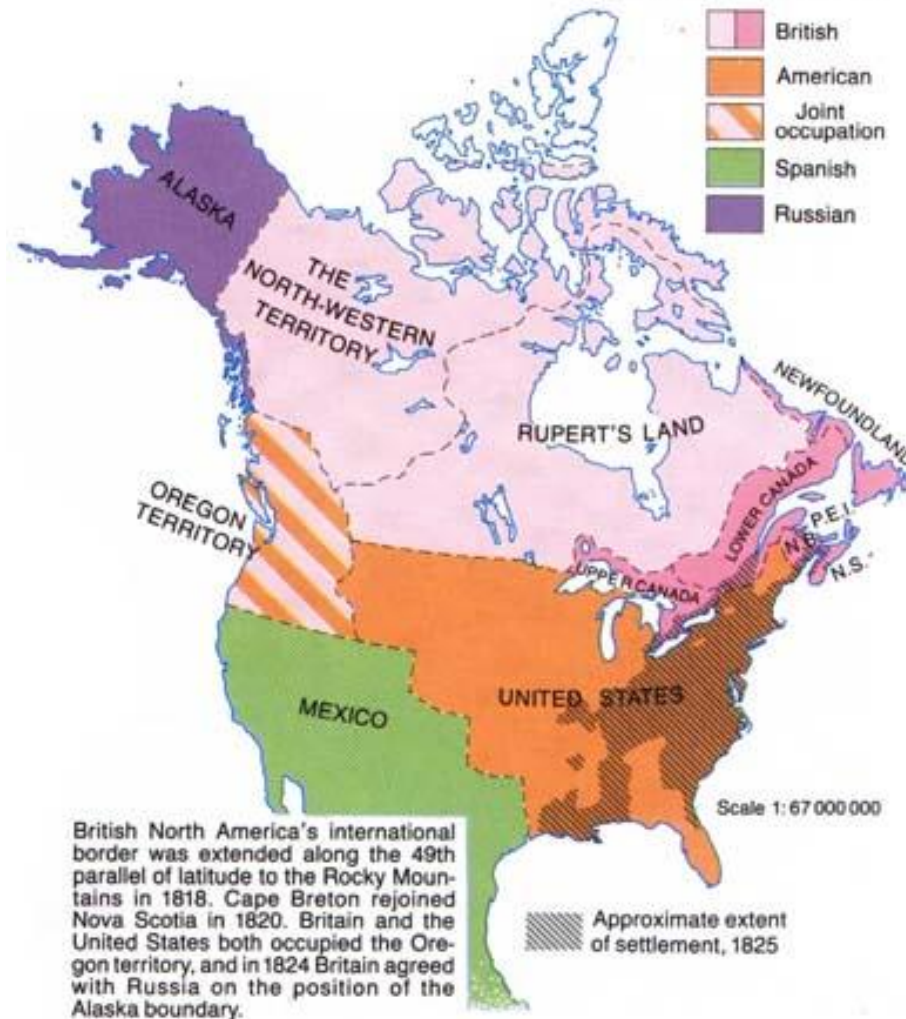 British
American
Joint
occupation
Spanish
Russian
ALASKA
THE
NORTH-WESTERN
TERRITORY
NEWFOUNDLAND
RUPERT'S LAND
OREGON
TERRITORY
LOWER CANADA
P.E.I.
N.B.
N.S.
UPPER CANADA
UNITED STATES
MEXICO
Scale 1: 67 000 000
British North America's international
border was extended along the 49th
parallel of latitude to the Rocky Moun-
tains in 1818. Cape Breton rejoined
Nova Scotia in 1820. Britain and the
United States both occupied the Ore-
gon territory, and in 1824 Britain agreed
with Russia on the position of the
Alaska boundary.
Approximate extent
of settlement, 1825